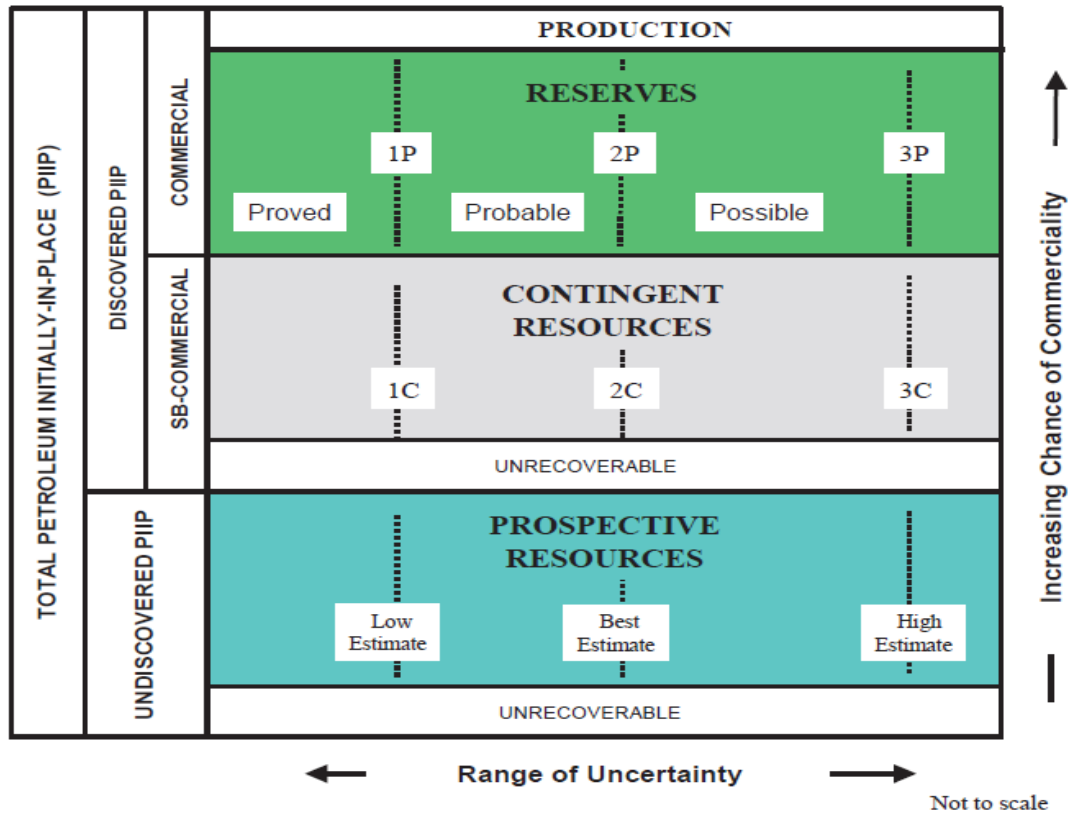 TOTAL PETROLEUM INITIALLY-IN-PLACE (PIIP)
DISCOVERED PIIP
UNDISCOVERED PIIP
COMMERCIAL
SB-COMMERCIAL
PRODUCTION
RESERVES
1P
2P
3P
Proved
Probable
Possible
CONTINGENT
RESOURCES
1C
2C
3C
UNRECOVERABLE
PROSPECTIVE
RESOURCES
Low
Estimate
Best
Estimate
High
Estimate
UNRECOVERABLE
Increasing Chance of Commerciality
Range of Uncertainty
Not to scale